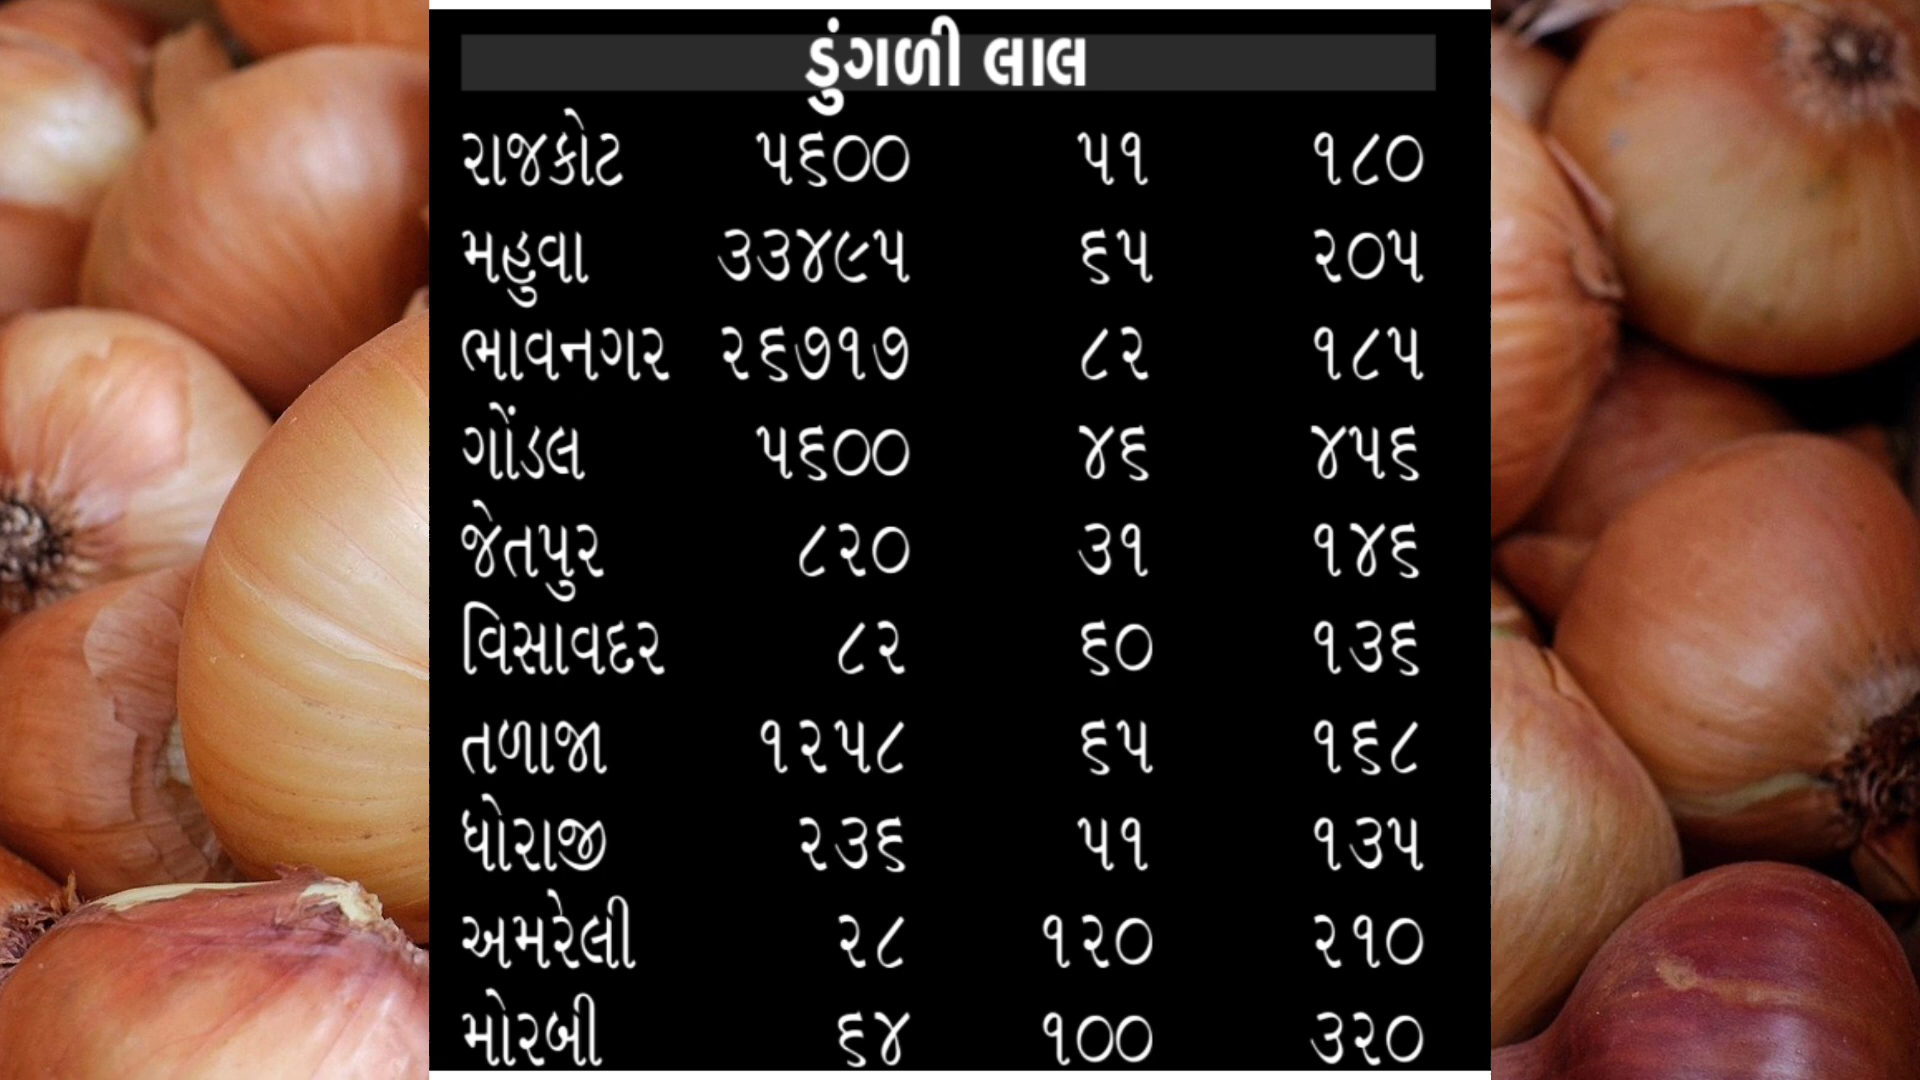 ડુંગળી લાલ
રાજકોટ ૫૬૦૦ ૫૧ ૧૮૦
મહુવા ૩૩૪૯૫ ૬૫ ૨૦૫
ભાવનગર ૨૬૭૧૭ ૮૨ ૧૮૫
ગોંડલ ૫૬૦૦ ૪૬ ૪૫૬
જેતપુર ૮૨૦ ૩૧ ૧૪૬
વિસાવદર ૮૨ ૬૦ ૧૩૬
તળાજા ૧૨૫૮ ૬૫ ૧૬૮
ધોરાજી ૨૩૬ ૫૧ ૧૩૫
અમરેલી ૨૮ ૧૨૦ ૨૧૦
મોરબી ૬૪ ૧૦૦ ૩૨૦